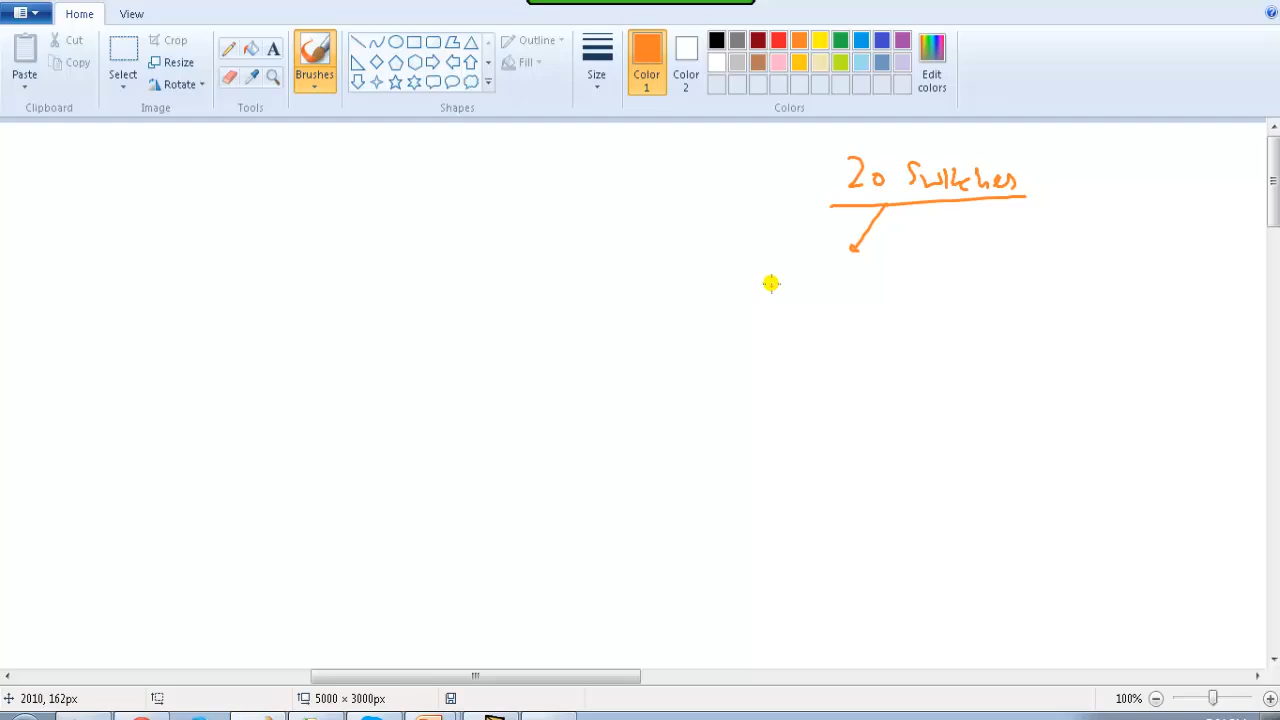 Home
View
Cut
Crop
Outline
Copy
Resize
Fill
Paste
Select
Rotate
Brushes
Size
Color
1
Color
2
Edit
colors
Clipboard
Image
Tools
Shapes
Colors
20 Switches
2010, 162px
5000 × 3000px
100%